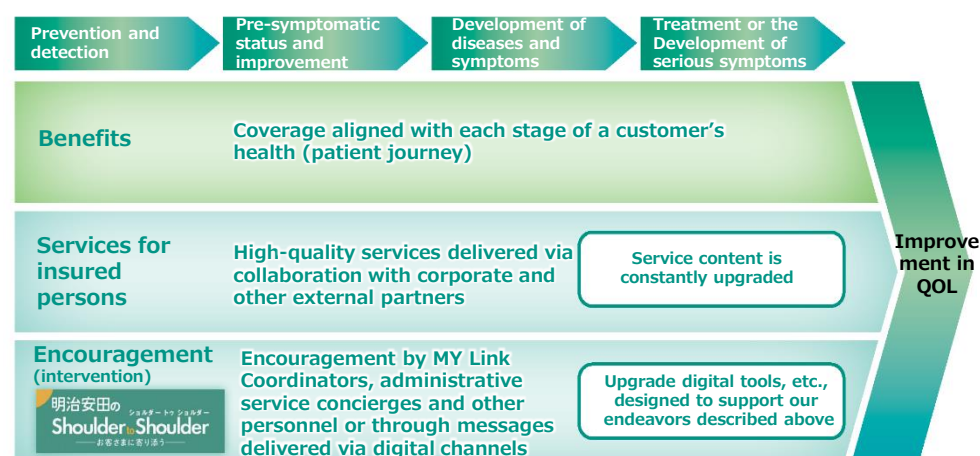 Prevention and
detection
Pre-symptomatic
status and
improvement
Development of
diseases and
symptoms
Treatment or the
Development of
serious symptoms
Benefits
Coverage aligned with each stage of a customer's
health (patient journey)
Services for
insured
persons
High-quality services delivered via
collaboration with corporate and
other external partners
Service content is
constantly upgraded
Improve
ment in
QOL
Encouragement
(intervention)
明治安田の
ショルダー トゥ ショルダー
Shoulder to Shoulder
お客さまに寄り添う
Encouragement by MY Link
Coordinators, administrative
service concierges and other
personnel or through messages
delivered via digital channels
Upgrade digital tools, etc.,
designed to support our
endeavors described above